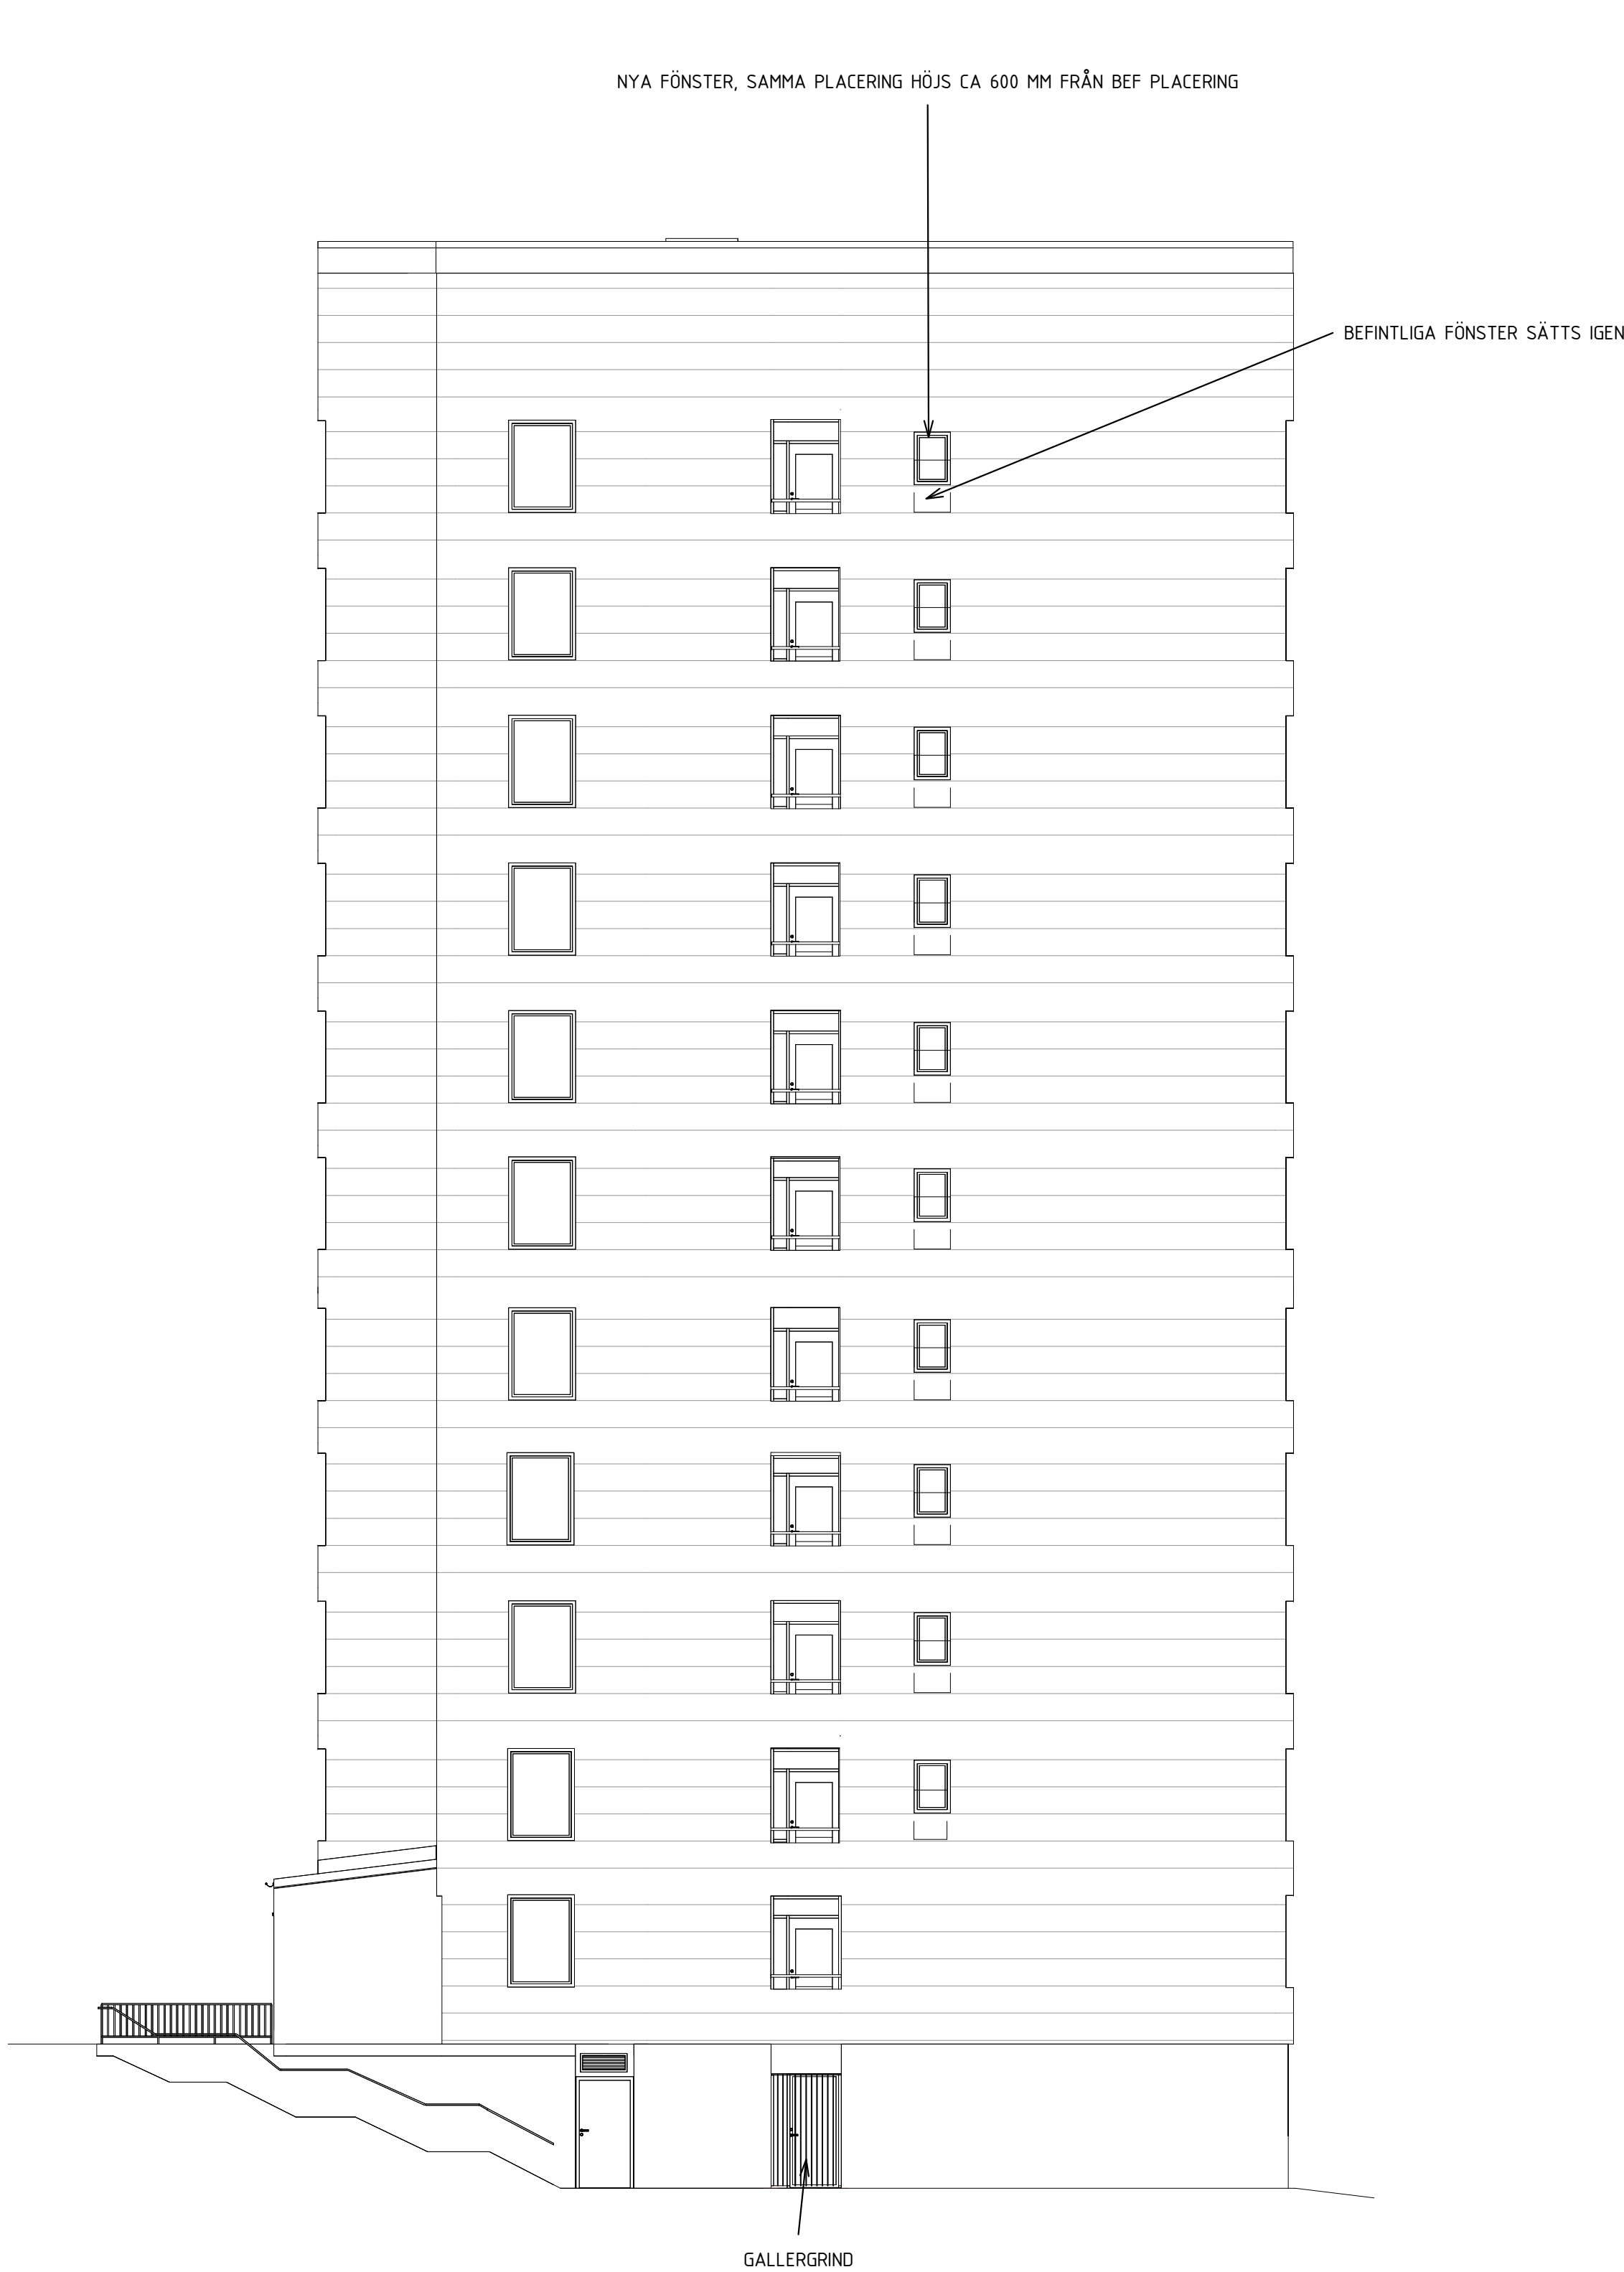 NYA FÖNSTER, SAMMA PLACERING HÖJS CA 600 MM FRÅN BEF PLACERING
BEFINTLIGA FÖNSTER SÄTTS IGEN
GALLERGRIND